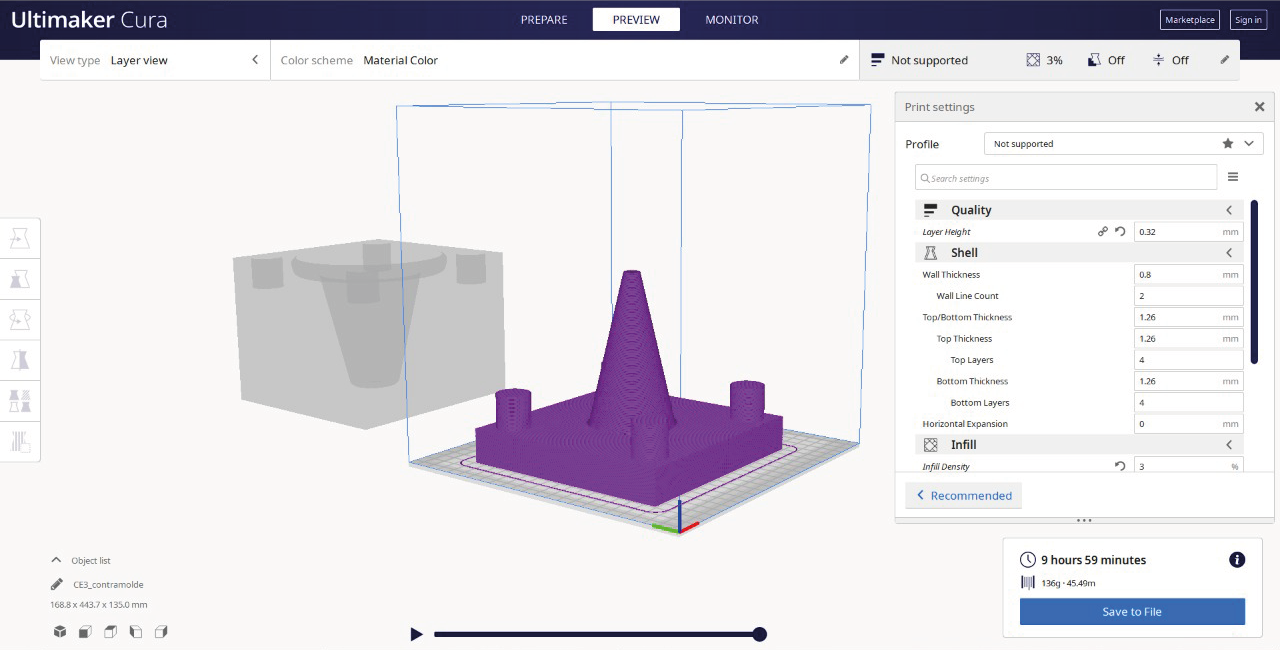 Ultimaker Cura
PREPARE PREVIEW MONITOR
Marketplace Sign in
View type Layer view
Color scheme Material Color
Not supported 3% Off Off
Print settings
Profile Not supported
Search settings
Quality
Layer Height 0.32 mm
Shell
Wall Thickness 0.8 mm
Wall Line Count 2
Top/Bottom Thickness 1.26 mm
Top Thickness 1.26 mm
Top Layers 4
Bottom Thickness 1.26 mm
Bottom Layers 4
Horizontal Expansion 0 mm
Infill
Infill Density 3 %
Recommended
Object list
CE3_contramolde
168.8 x 443.7 x 135.0 mm
9 hours 59 minutes
136g · 45.49m
Save to File